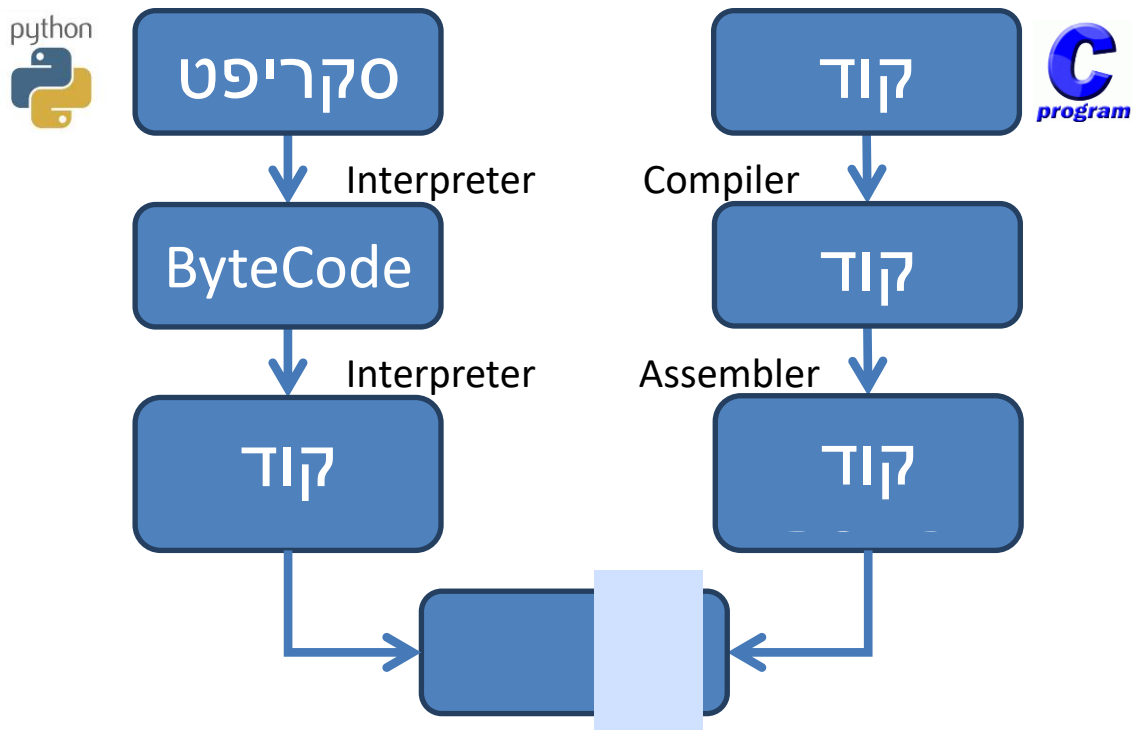 python
סקריפט
קוד
C
program
Interpreter
Compiler
ByteCode
קוד
Interpreter
Assembler
קוד
קוד